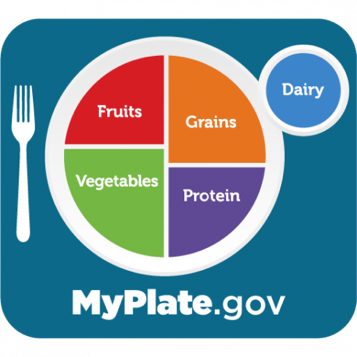 Fruits
Grains
Dairy
Vegetables
Protein
MyPlate.gov